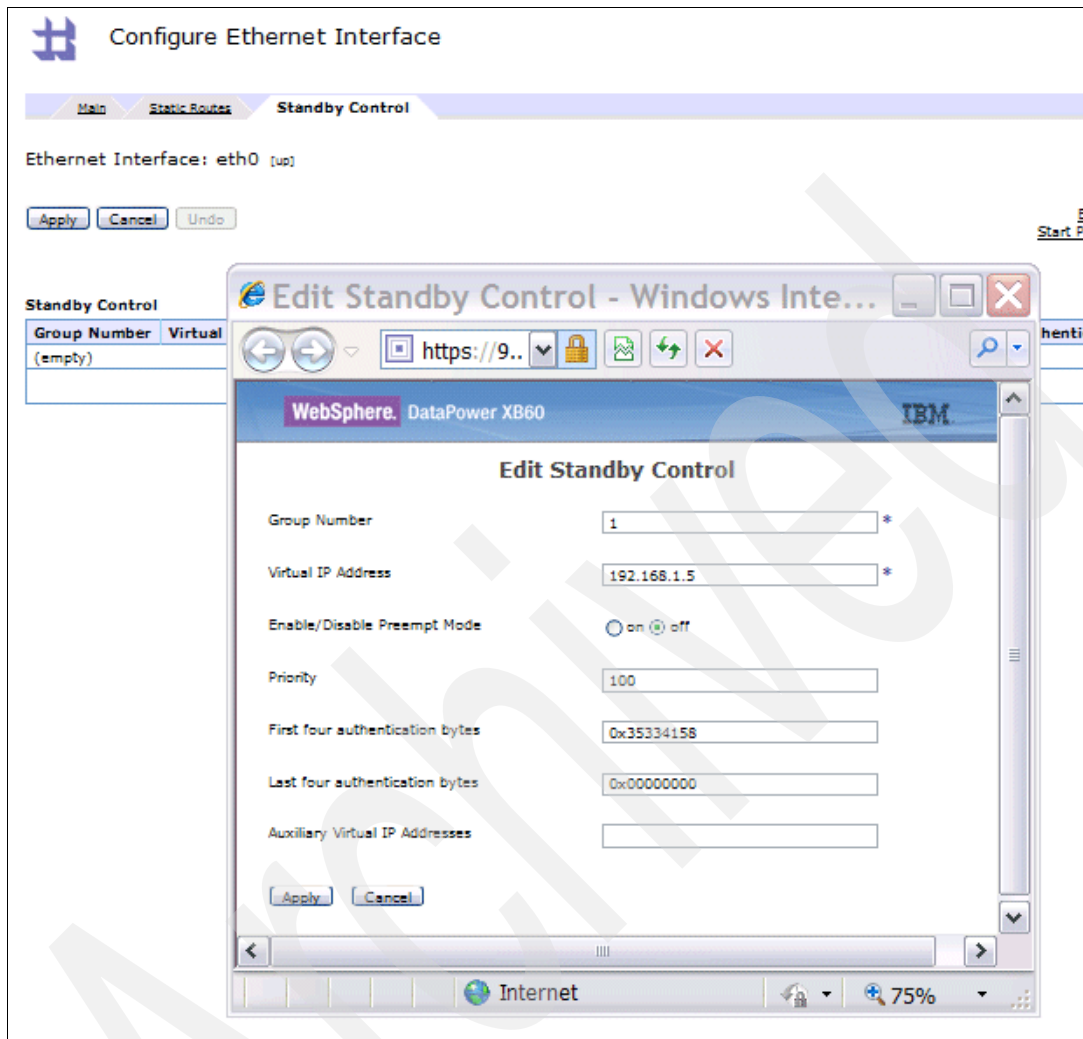 Configure Ethernet Interface
Main Static Routes Standby Control
Ethernet Interface: eth0 [up]
Apply Cancel Undo
Start P
Standby Control
Group Number Virtual
henti
(empty)
Edit Standby Control - Windows Inte...
https://9..
WebSphere. DataPower XB60 IBM.
Edit Standby Control
Group Number 1 *
Virtual IP Address 192.168.1.5 *
Enable/Disable Preempt Mode on off
Priority 100
First four authentication bytes 0x35334158
Last four authentication bytes 0x00000000
Auxiliary Virtual IP Addresses
Apply Cancel
Internet 75%
Archived